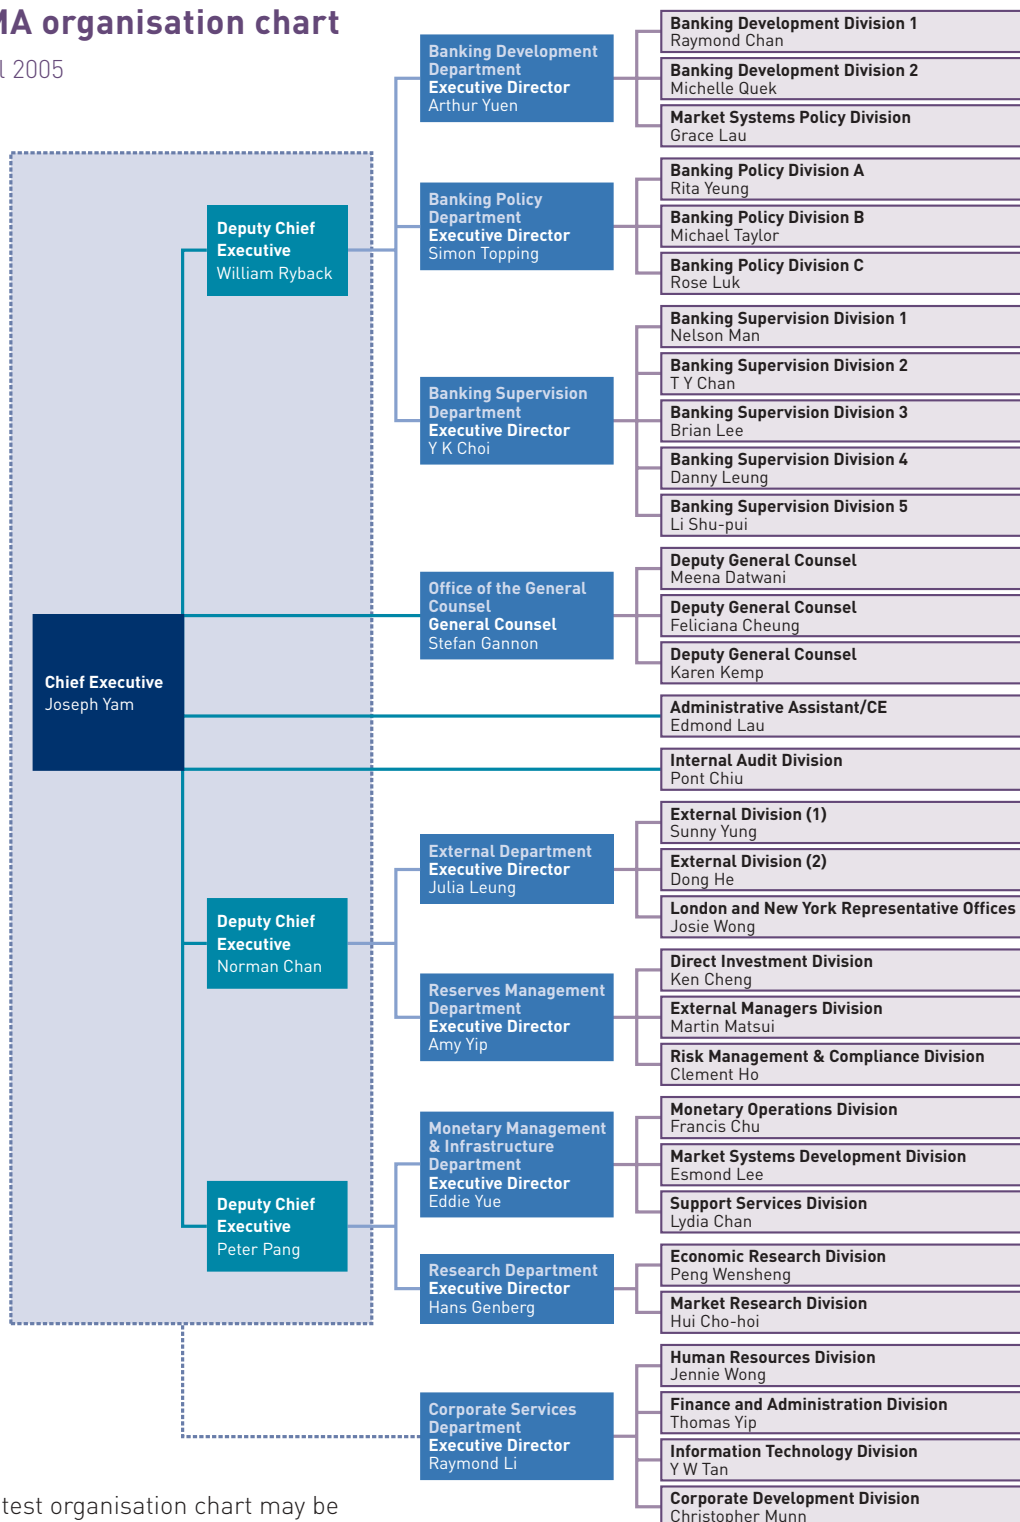 MA organisation chart
l 2005
Banking Development
Department
Executive Director
Arthur Yuen
Banking Development Division 1
Raymond Chan
Banking Development Division 2
Michelle Quek
Market Systems Policy Division
Grace Lau
Deputy Chief
Executive
William Ryback
Banking Policy
Department
Executive Director
Simon Topping
Banking Policy Division A
Rita Yeung
Banking Policy Division B
Michael Taylor
Banking Policy Division C
Rose Luk
Banking Supervision
Department
Executive Director
Y K Choi
Banking Supervision Division 1
Nelson Man
Banking Supervision Division 2
T Y Chan
Banking Supervision Division 3
Brian Lee
Banking Supervision Division 4
Danny Leung
Banking Supervision Division 5
Li Shu-pui
Office of the General
Counsel
General Counsel
Stefan Gannon
Deputy General Counsel
Meena Datwani
Deputy General Counsel
Feliciana Cheung
Deputy General Counsel
Karen Kemp
Chief Executive
Joseph Yam
Administrative Assistant/CE
Edmond Lau
Internal Audit Division
Pont Chiu
Deputy Chief
Executive
Norman Chan
External Department
Executive Director
Julia Leung
External Division (1)
Sunny Yung
External Division (2)
Dong He
London and New York Representative Offices
Josie Wong
Reserves Management
Department
Executive Director
Amy Yip
Direct Investment Division
Ken Cheng
External Managers Division
Martin Matsui
Risk Management & Compliance Division
Clement Ho
Deputy Chief
Executive
Peter Pang
Monetary Management
& Infrastructure
Department
Executive Director
Eddie Yue
Monetary Operations Division
Francis Chu
Market Systems Development Division
Esmond Lee
Support Services Division
Lydia Chan
Research Department
Executive Director
Hans Genberg
Economic Research Division
Peng Wensheng
Market Research Division
Hui Cho-hoi
Corporate Services
Department
Executive Director
Raymond Li
Human Resources Division
Jennie Wong
Finance and Administration Division
Thomas Yip
Information Technology Division
Y W Tan
Corporate Development Division
Christopher Munn
test organisation chart may be